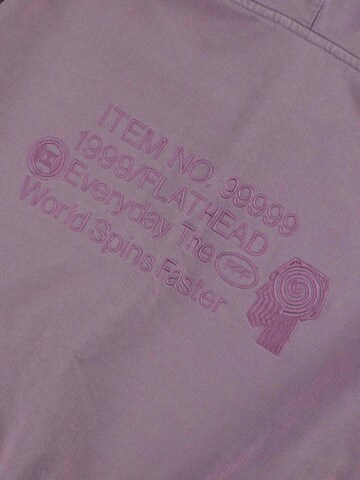 ITEM NO. 99999
1999/FLATHEAD
Everyday The
World Spins Faster